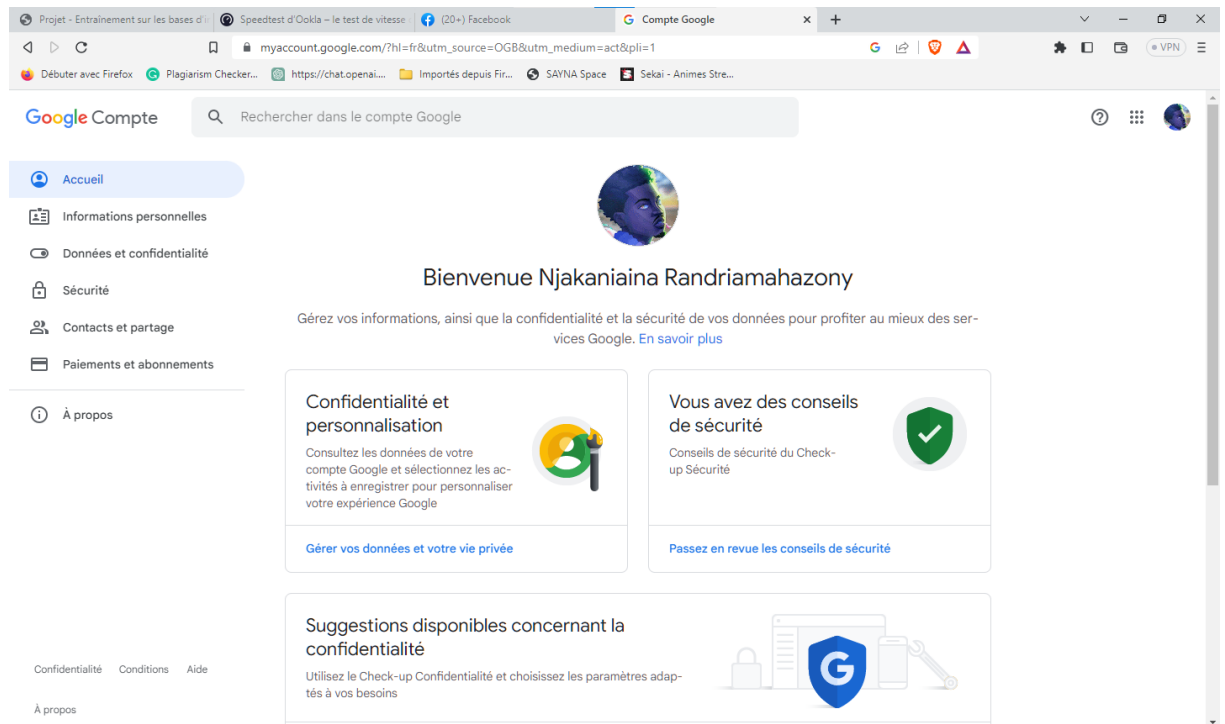 Projet - Entraînement sur les bases d'i
Speedtest d'Ookla – le test de vitesse
(20+) Facebook
Compte Google
myaccount.google.com/?hl=fr&utm_source=OGB&utm_medium=act&pli=1
VPN
Débuter avec Firefox
Plagiarism Checker...
https://chat.openai....
Importés depuis Fir...
SAYNA Space
Sekai - Animes Stre...
Google Compte
Rechercher dans le compte Google
Accueil
Informations personnelles
Données et confidentialité
Sécurité
Contacts et partage
Paiements et abonnements
À propos
Bienvenue Njakaniaina Randriamahazony
Gérez vos informations, ainsi que la confidentialité et la sécurité de vos données pour profiter au mieux des ser-
vices Google. En savoir plus
Confidentialité et
personnalisation
Consultez les données de votre
compte Google et sélectionnez les ac-
tivités à enregistrer pour personnaliser
votre expérience Google
Gérer vos données et votre vie privée
Vous avez des conseils
de sécurité
Conseils de sécurité du Check-
up Sécurité
Passez en revue les conseils de sécurité
Suggestions disponibles concernant la
confidentialité
Utilisez le Check-up Confidentialité et choisissez les paramètres adap-
tés à vos besoins
G
Confidentialité
Conditions
Aide
À propos